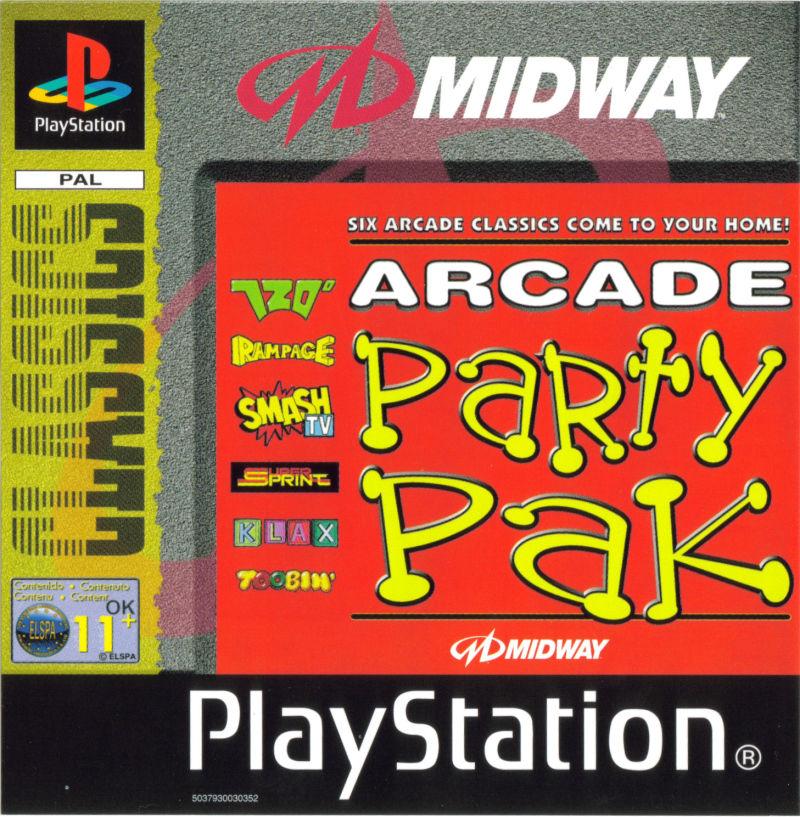 PlayStation
MIDWAY
PAL
CLASSICS
SIX ARCADE CLASSICS COME TO YOUR HOME!
ARCADE
PARTY
PAK
720°
RAMPAGE
SMASH
TV
SUPER
SPRINT
KLAX
TOOBIN'
MIDWAY
Contenido • Contenuto
Contenu • Content
OK
ELSPA
11+
© ELSPA
PlayStation®
5037930030352